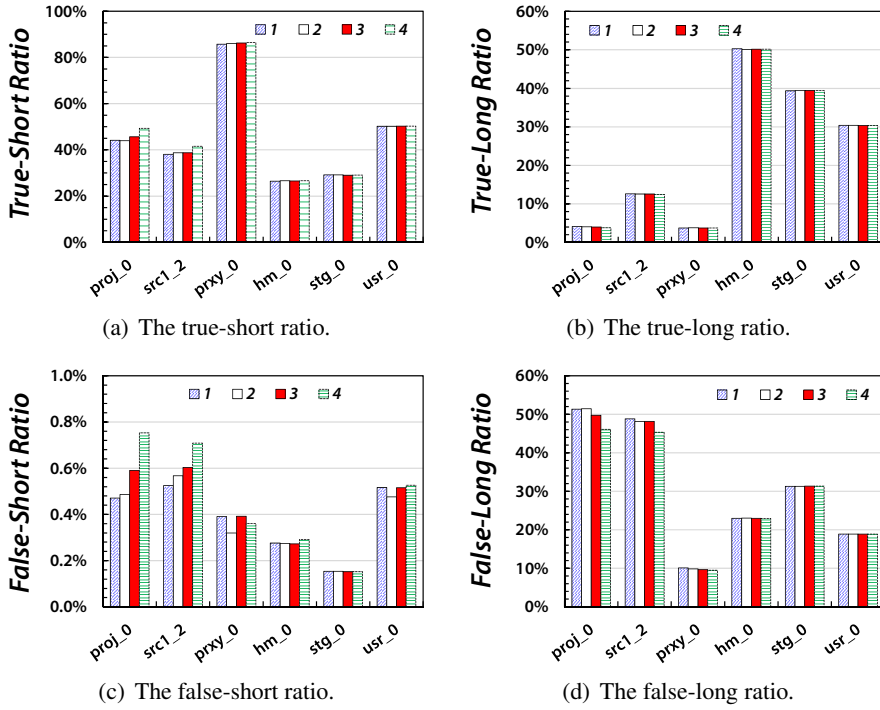 True-Short Ratio
100%
80%
60%
40%
20%
0%
1 2 3 4
proj_0 src1_2 prxy_0 hm_0 stg_0 usr_0
(a) The true-short ratio.
True-Long Ratio
60%
50%
40%
30%
20%
10%
0%
1 2 3 4
proj_0 src1_2 prxy_0 hm_0 stg_0 usr_0
(b) The true-long ratio.
False-Short Ratio
1.0%
0.8%
0.6%
0.4%
0.2%
0.0%
1 2 3 4
proj_0 src1_2 prxy_0 hm_0 stg_0 usr_0
(c) The false-short ratio.
False-Long Ratio
60%
50%
40%
30%
20%
10%
0%
1 2 3 4
proj_0 src1_2 prxy_0 hm_0 stg_0 usr_0
(d) The false-long ratio.